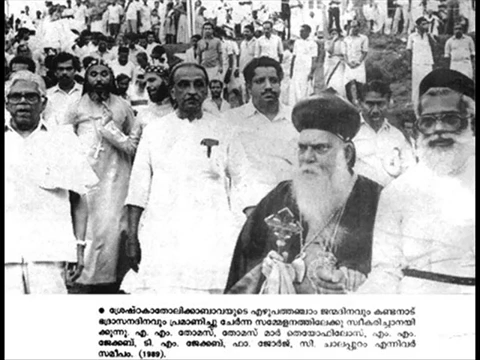 ● ശ്രേഷ്ഠകാതോലിക്കാബാവയുടെ എഴുപത്തഞ്ചാം ജന്മദിനവും കണ്ടനാട്
ഭദ്രാസനദിനവും പ്രമാണിച്ചു ചേർന്ന സമ്മേളനത്തിലേക്കു സ്വീകരിച്ചാനയി
ക്കുന്നു. എ. എം. തോമസ്, തോമസ് മാർ തെയോഫിലോസ്, എം. എം.
ജേക്കബ്, ടി. എം. ജേക്കബ്, ഫാ. ജോർജ്, സി. ചാലപ്പുറം എന്നിവർ
സമീപം. (1989).